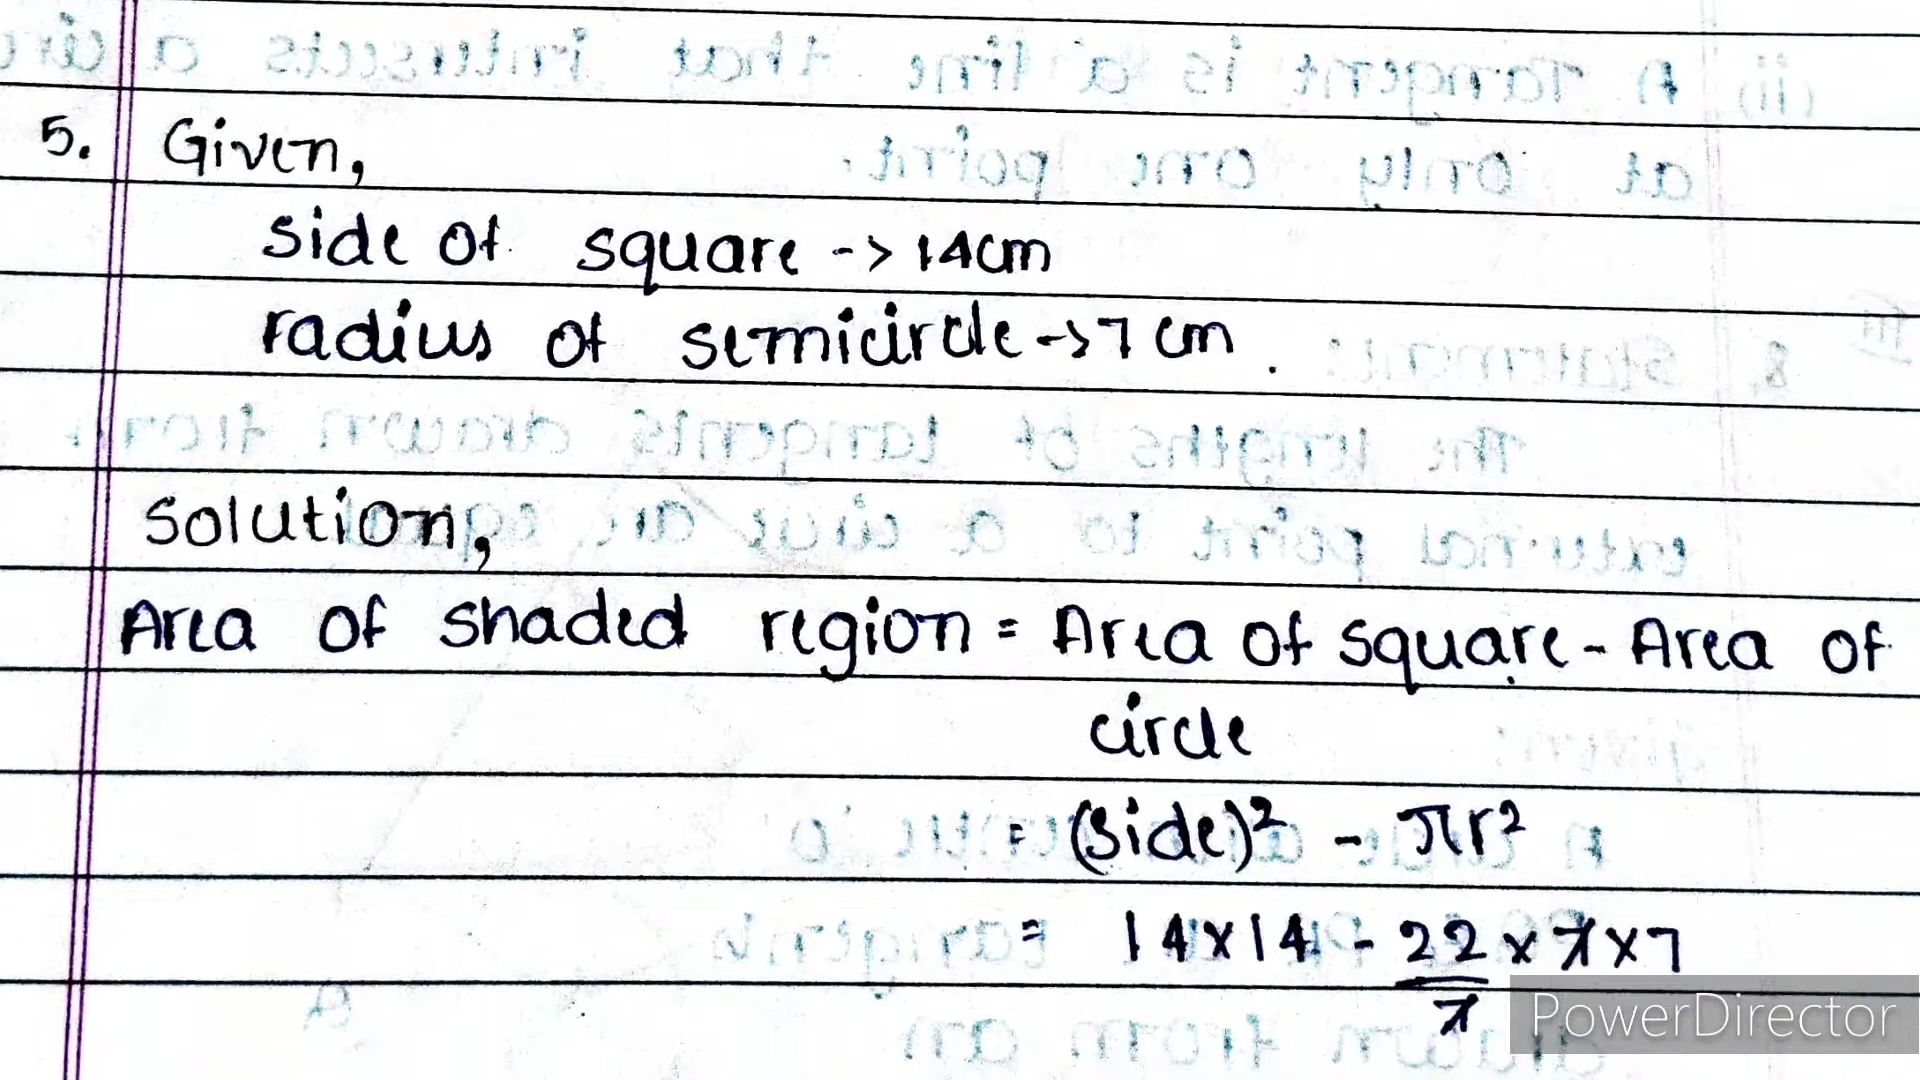 5. Given,
side of square -> 14cm
radius of semicircle -> 7 cm.
Solution,
Area of shaded region = Area of square - Area of
circle
= (side)² - πr²
= 14 x 14 - 22/7 x 7 x 7
PowerDirector